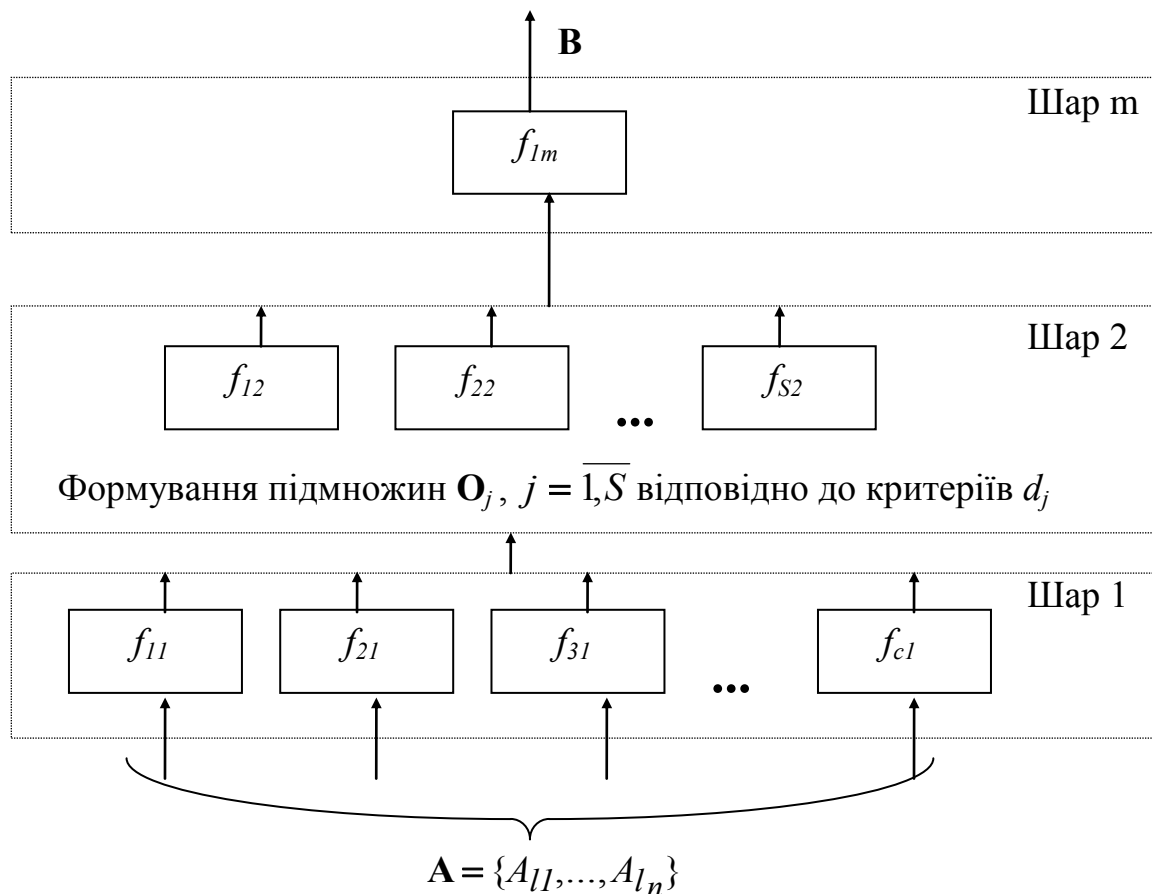 B
Шар m
f1m
Шар 2
f12 f22 ... fS2
Формування підмножин Oj, j = 1,S відповідно до критеріїв dj
Шар 1
f11 f21 f31 ... fc1
A = {Al1,...,Aln}